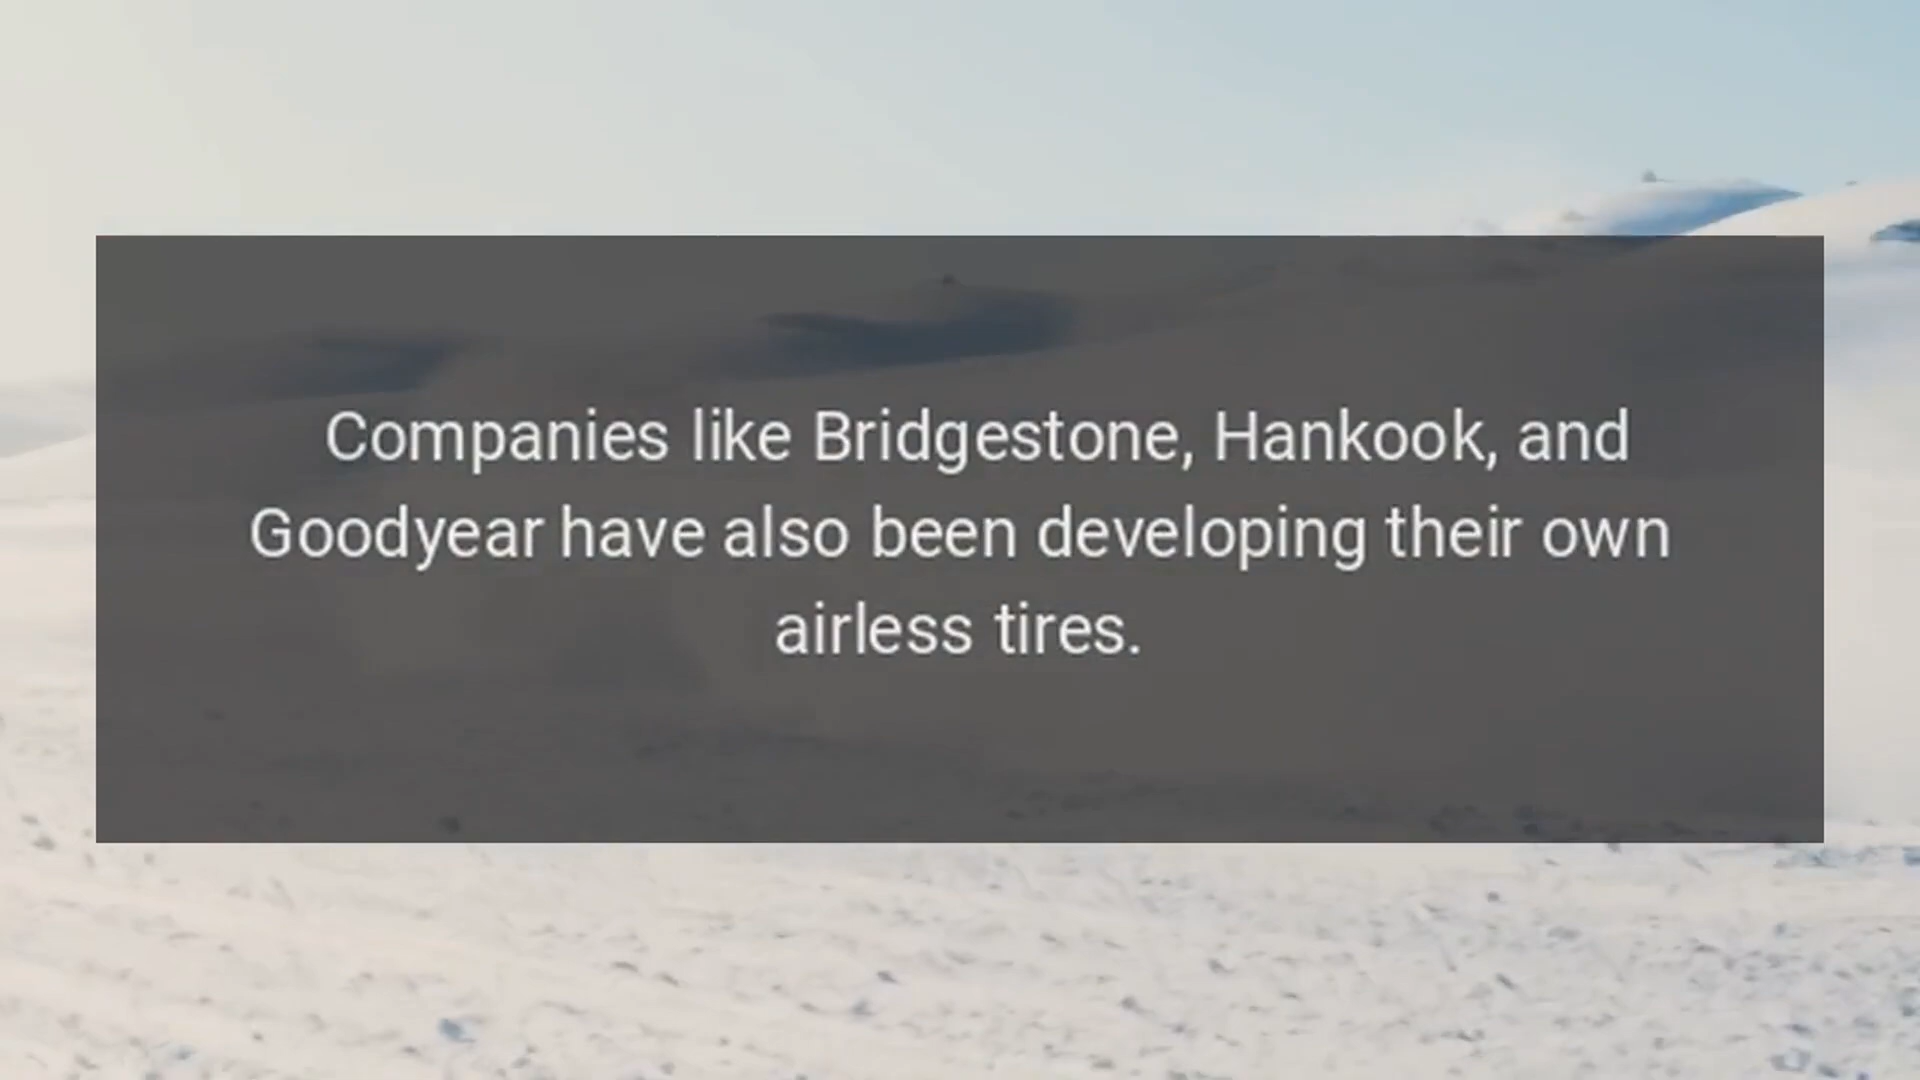 Companies like Bridgestone, Hankook, and
Goodyear have also been developing their own
airless tires.